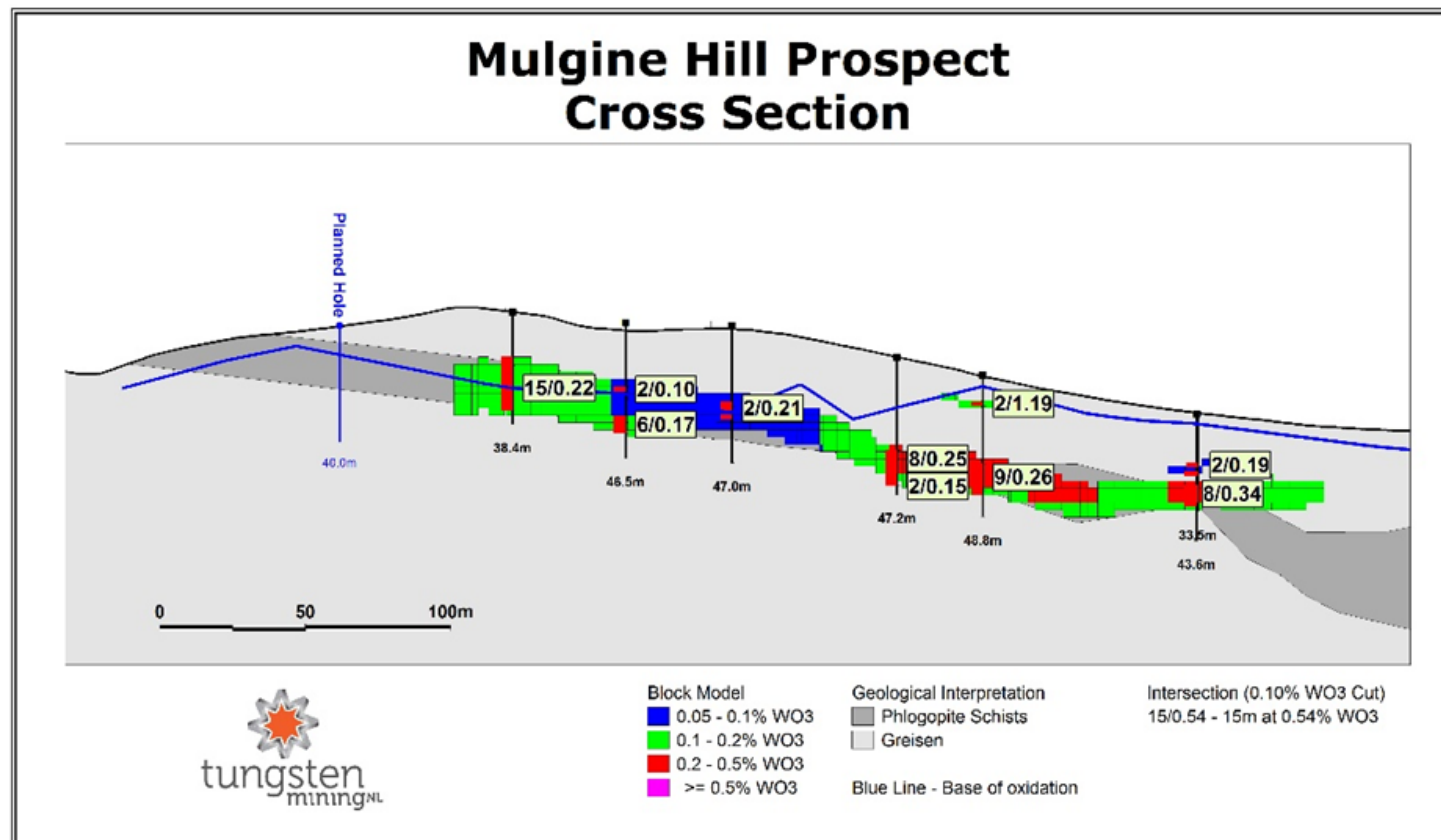 Mulgine Hill Prospect
Cross Section
Planned Hole
15/0.22
2/0.10
2/0.21
2/1.19
6/0.17
38.4m
40.0m
46.5m
47.0m
8/0.25
2/0.15
9/0.26
2/0.19
8/0.34
47.2m
48.8m
33.5m
43.6m
0 50 100m
Block Model
0.05 - 0.1% WO3
0.1 - 0.2% WO3
0.2 - 0.5% WO3
>= 0.5% WO3
Geological Interpretation
Phlogopite Schists
Greisen
Blue Line - Base of oxidation
Intersection (0.10% WO3 Cut)
15/0.54 - 15m at 0.54% WO3
tungsten
mining NL